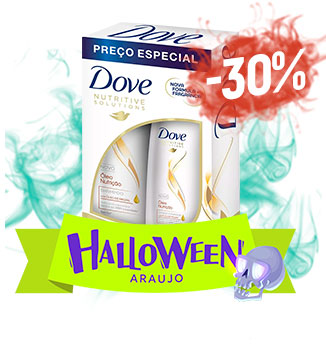 PREÇO ESPECIAL
-30%
Dove
NUTRITIVE
SOLUTIONS
NOVA
FÓRMULA
FRAGRÂNCIA
Dove
Óleo
Nutrição
Dove
Óleo
Nutrição
HALLOWEEN
ARAUJO